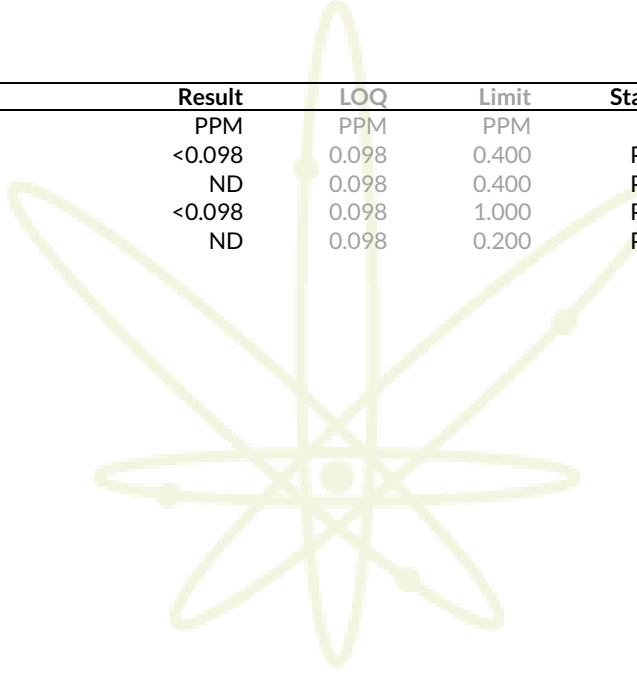 Result LOQ Limit Sta
PPM PPM PPM
<0.098 0.098 0.400 P
ND 0.098 0.400 P
<0.098 0.098 1.000 P
ND 0.098 0.200 P